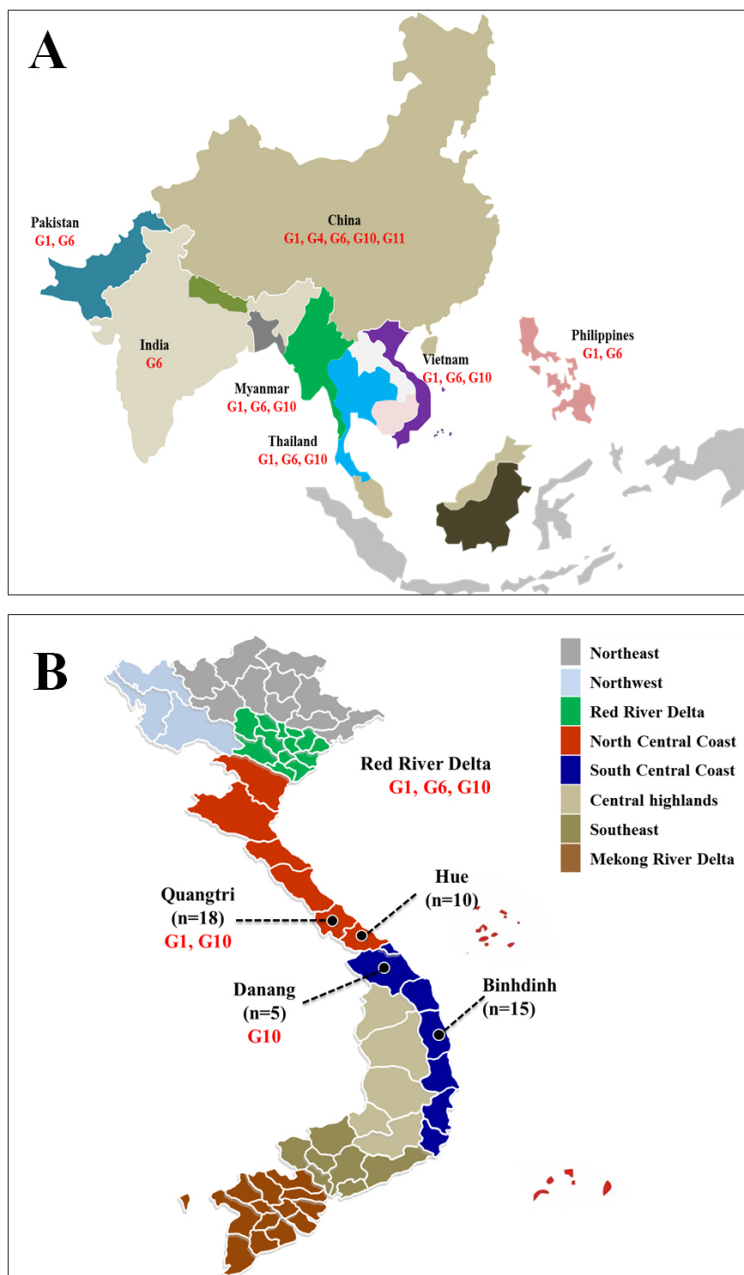 A
Pakistan
G1, G6
China
G1, G4, G6, G10, G11
India
G6
Myanmar
G1, G6, G10
Thailand
G1, G6, G10
Vietnam
G1, G6, G10
Philippines
G1, G6
B
Northeast
Northwest
Red River Delta
North Central Coast
South Central Coast
Central highlands
Southeast
Mekong River Delta
Red River Delta
G1, G6, G10
Quangtri
(n=18)
G1, G10
Hue
(n=10)
Danang
(n=5)
G10
Binhdinh
(n=15)